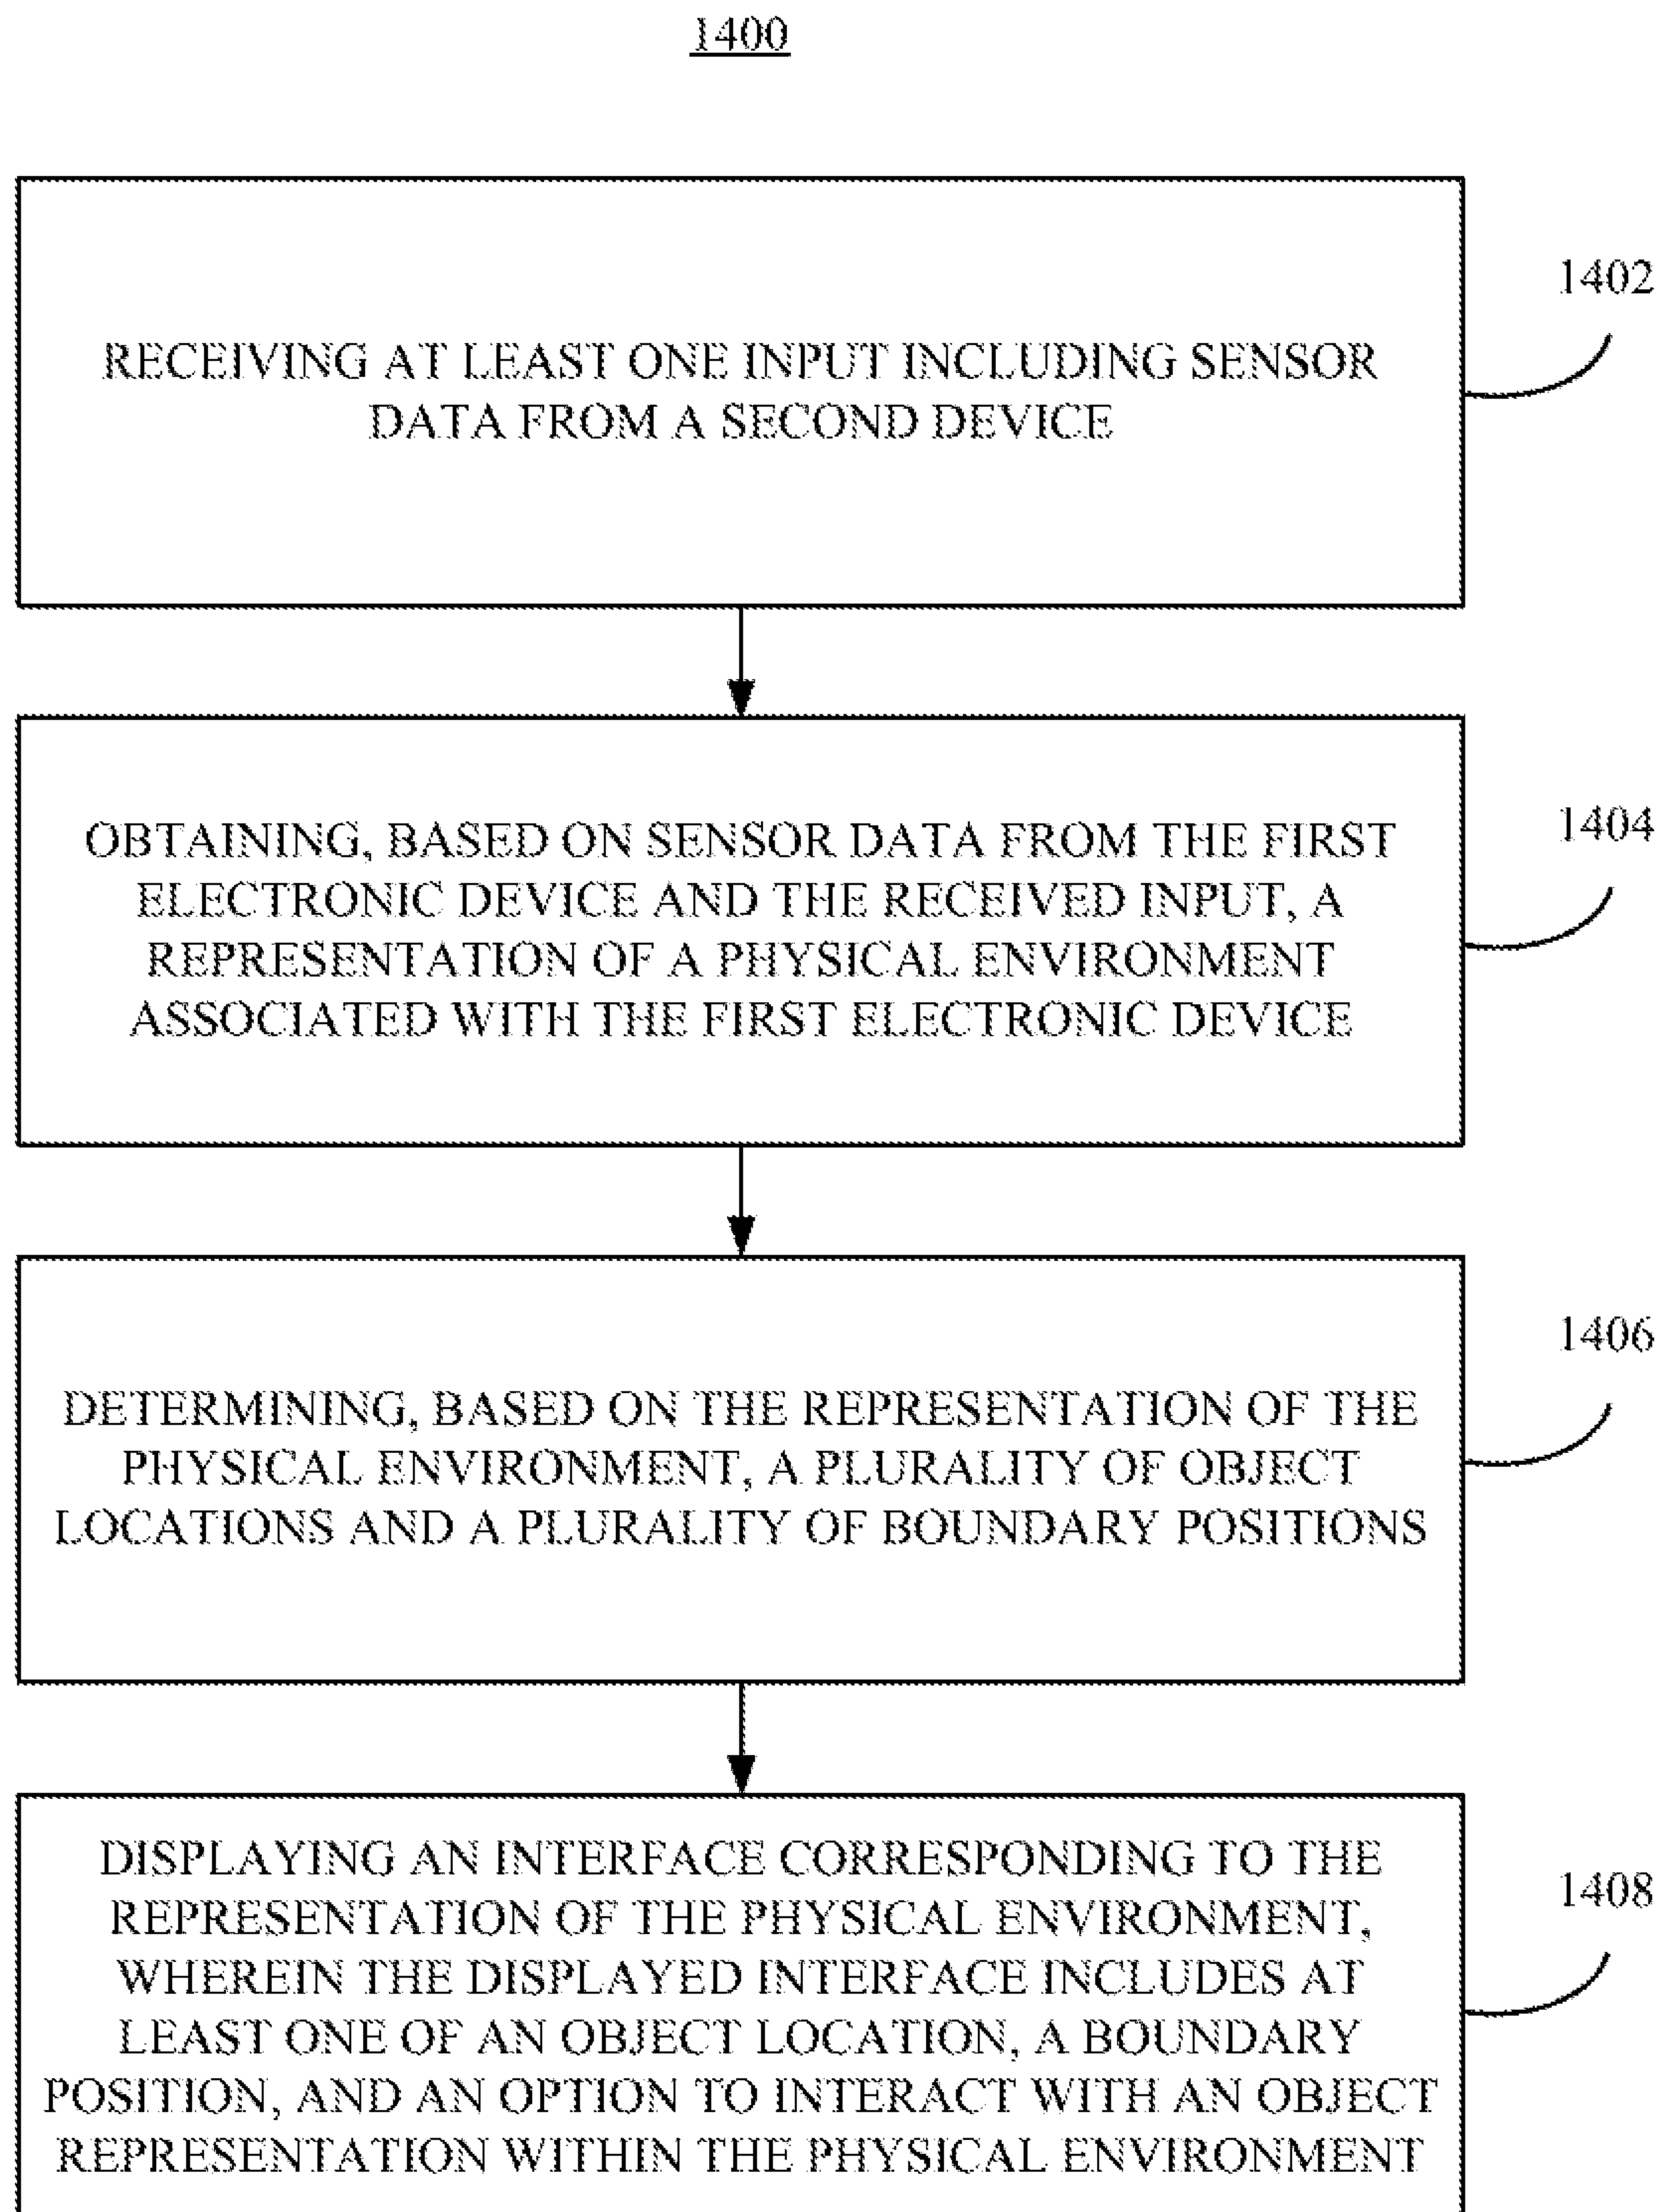 1400
RECEIVING AT LEAST ONE INPUT INCLUDING SENSOR
DATA FROM A SECOND DEVICE
1402
OBTAINING, BASED ON SENSOR DATA FROM THE FIRST
ELECTRONIC DEVICE AND THE RECEIVED INPUT, A
REPRESENTATION OF A PHYSICAL ENVIRONMENT
ASSOCIATED WITH THE FIRST ELECTRONIC DEVICE
1404
DETERMINING, BASED ON THE REPRESENTATION OF THE
PHYSICAL ENVIRONMENT, A PLURALITY OF OBJECT
LOCATIONS AND A PLURALITY OF BOUNDARY POSITIONS
1406
DISPLAYING AN INTERFACE CORRESPONDING TO THE
REPRESENTATION OF THE PHYSICAL ENVIRONMENT,
WHEREIN THE DISPLAYED INTERFACE INCLUDES AT
LEAST ONE OF AN OBJECT LOCATION, A BOUNDARY
POSITION, AND AN OPTION TO INTERACT WITH AN OBJECT
REPRESENTATION WITHIN THE PHYSICAL ENVIRONMENT
1408